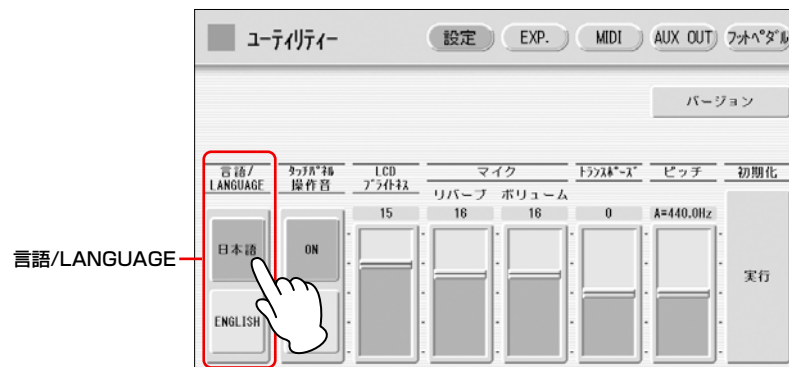 ユーティリティー
設定 EXP. MIDI AUX OUT フットペダル
バージョン
言語/
LANGUAGE
タッチパネル
操作音
LCD
ブライトネス
マイク
リバーブ ボリューム
トランスポーズ
ピッチ
初期化
15 16 16 0 A=440.0Hz
言語/LANGUAGE
日本語
ON
実行
ENGLISH